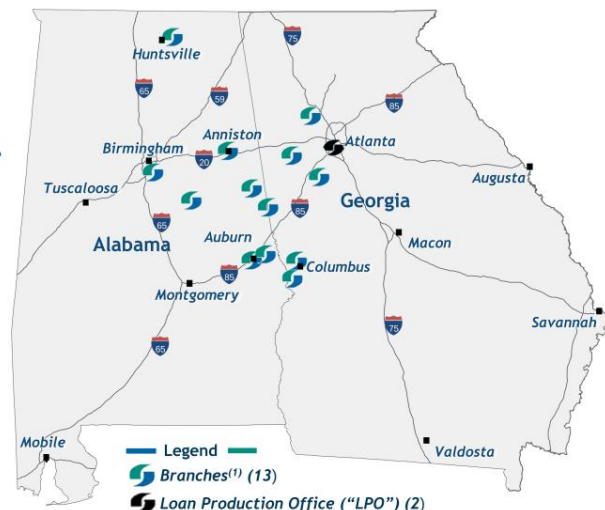 75
Huntsville
65
85
59
Birmingham
Anniston
Atlanta
20
Augusta
Tuscaloosa
85
Georgia
65
Alabama
Auburn
Macon
Columbus
85
Montgomery
Savannah
75
65
Mobile
Valdosta
Legend
Branches(1) (13)
Loan Production Office ("LPO") (2)